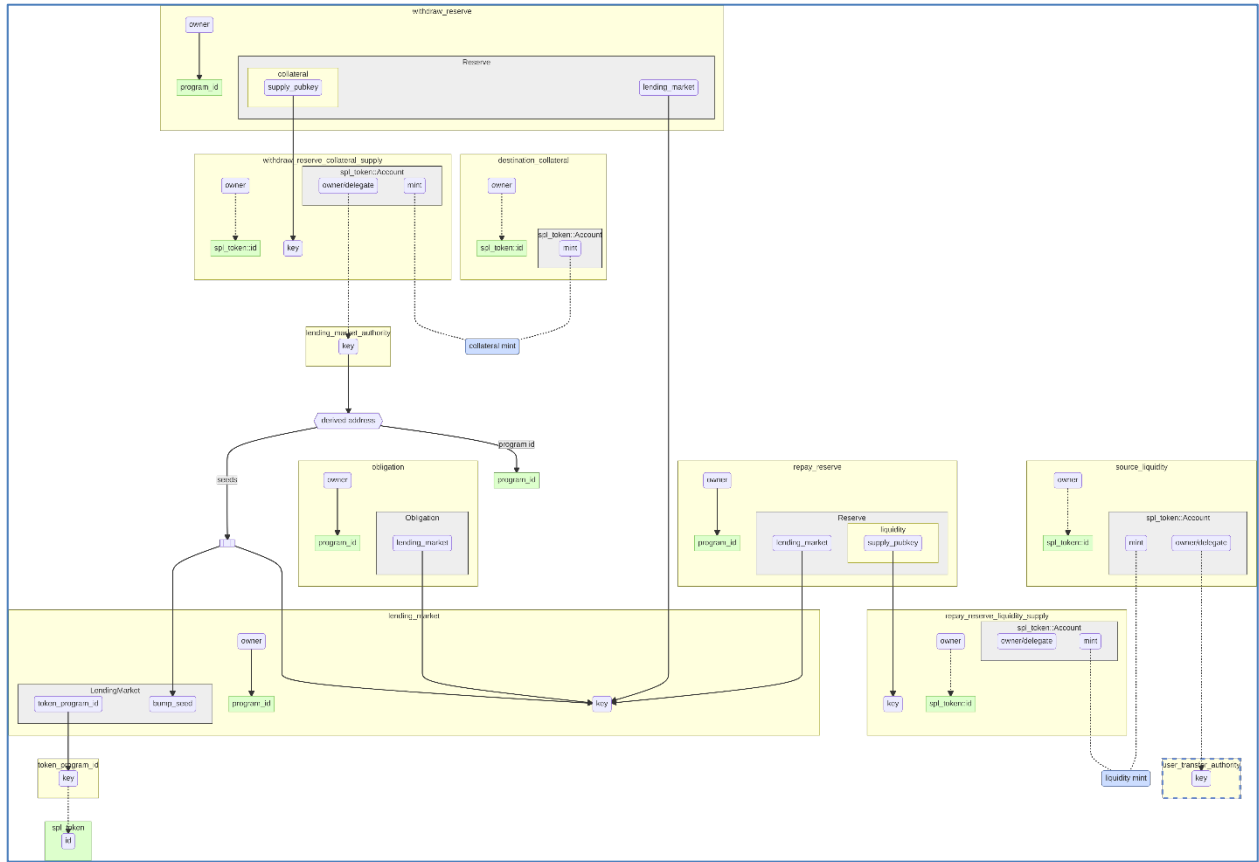 withdraw_reserve
owner
program_id
Reserve
collateral
supply_pubkey
lending_market
withdraw_reserve_collateral_supply
owner
spl_token::id
spl_token::Account
owner/delegate
mint
key
destination_collateral
owner
spl_token::id
spl_token::Account
mint
lending_market_authority
key
collateral mint
derived address
program id
program_id
seeds
obligation
owner
program_id
Obligation
lending_market
repay_reserve
owner
program_id
Reserve
lending_market
liquidity
supply_pubkey
source_liquidity
owner
spl_token::id
spl_token::Account
mint
owner/delegate
lending_market
owner
program_id
LendingMarket
token_program_id
bump_seed
key
repay_reserve_liquidity_supply
owner
spl_token::id
spl_token::Account
owner/delegate
mint
key
token_program_id
key
liquidity mint
user_transfer_authority
key
spl_token
id